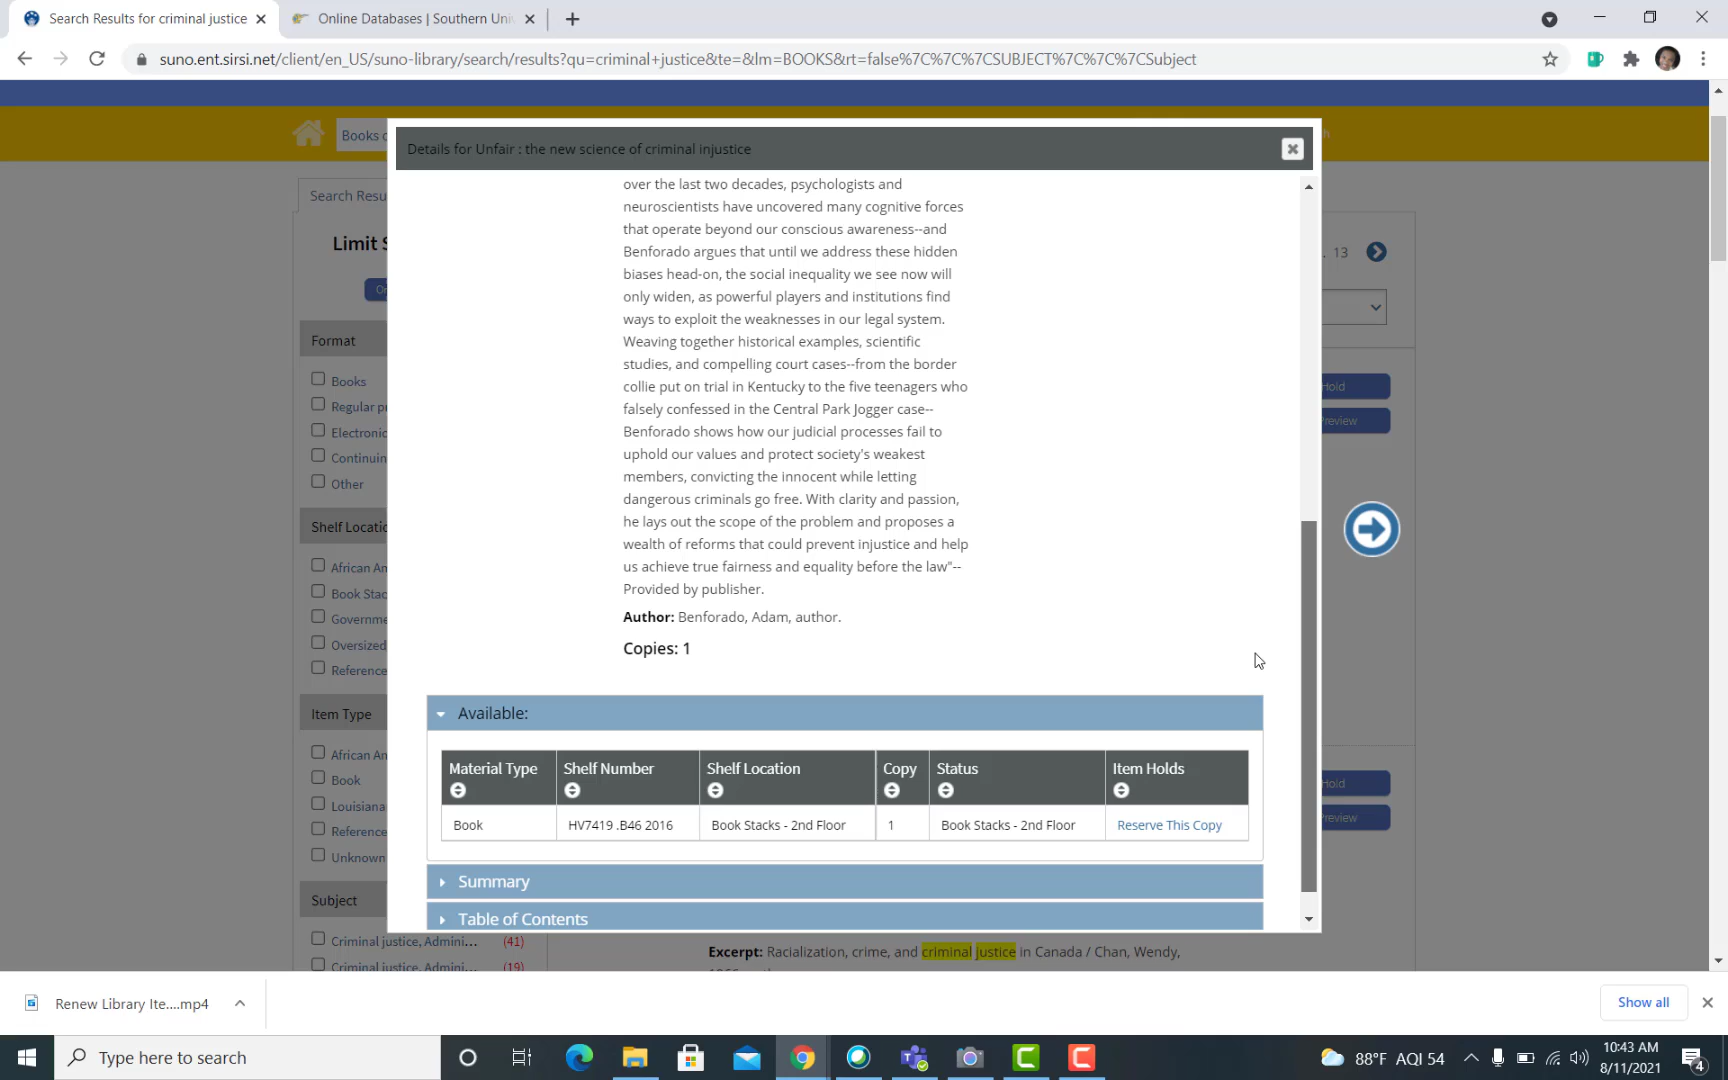 Search Results for criminal justice
Online Databases | Southern Uni
suno.ent.sirsi.net/client/en_US/suno-library/search/results?qu=criminal+justice&te=&lm=BOOKS&rt=false%7C%7C%7CSUBJECT%7C%7C%7CSubject
Books o
Details for Unfair : the new science of criminal injustice
h
Search Resu
over the last two decades, psychologists and
neuroscientists have uncovered many cognitive forces
that operate beyond our conscious awareness--and
Benforado argues that until we address these hidden
biases head-on, the social inequality we see now will
only widen, as powerful players and institutions find
ways to exploit the weaknesses in our legal system.
Weaving together historical examples, scientific
studies, and compelling court cases--from the border
collie put on trial in Kentucky to the five teenagers who
falsely confessed in the Central Park Jogger case--
Benforado shows how our judicial processes fail to
uphold our values and protect society's weakest
members, convicting the innocent while letting
dangerous criminals go free. With clarity and passion,
he lays out the scope of the problem and proposes a
wealth of reforms that could prevent injustice and help
us achieve true fairness and equality before the law"--
Provided by publisher.
Author: Benforado, Adam, author.
Copies: 1
Available:
Material Type Shelf Number Shelf Location Copy Status Item Holds
Book HV7419 .B46 2016 Book Stacks - 2nd Floor 1 Book Stacks - 2nd Floor Reserve This Copy
Summary
Table of Contents
Limit S
On
Format
Books
Regular pr
Electronic
Continuin
Other
Shelf Locatio
African An
Book Stac
Governme
Oversized
Reference
Item Type
African An
Book
Louisiana
Reference
Unknown
Subject
Criminal justice, Admini... (41)
Criminal justice, Admini... (19)
. 13
Hold
Preview
Hold
Preview
Excerpt: Racialization, crime, and criminal justice in Canada / Chan, Wendy,
Renew Library Ite....mp4
Show all
Type here to search
88°F AQI 54
10:43 AM
8/11/2021
4